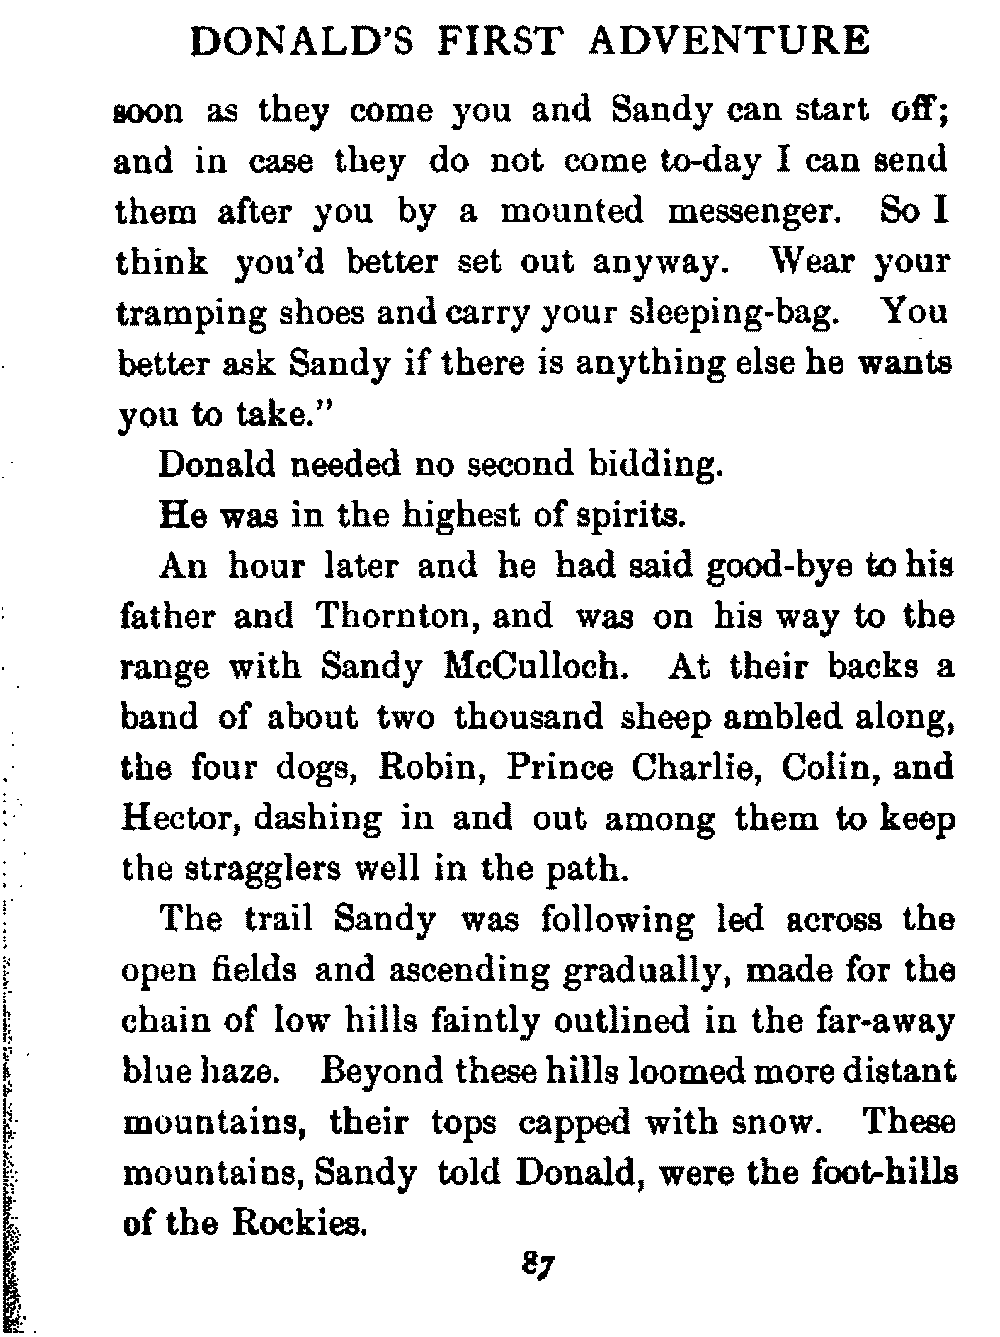 DONALD'S FIRST ADVENTURE
soon as they come you and Sandy can start off;
and in case they do not come to-day I can send
them after you by a mounted messenger. So I
think you'd better set out anyway. Wear your
tramping shoes and carry your sleeping-bag. You
better ask Sandy if there is anything else he wants
you to take."
Donald needed no second bidding.
He was in the highest of spirits.
An hour later and he had said good-bye to his
father and Thornton, and was on his way to the
range with Sandy McCulloch. At their backs a
band of about two thousand sheep ambled along,
the four dogs, Robin, Prince Charlie, Colin, and
Hector, dashing in and out among them to keep
the stragglers well in the path.
The trail Sandy was following led across the
open fields and ascending gradually, made for the
chain of low hills faintly outlined in the far-away
blue haze. Beyond these hills loomed more distant
mountains, their tops capped with snow. These
mountains, Sandy told Donald, were the foot-hills
of the Rockies.
87